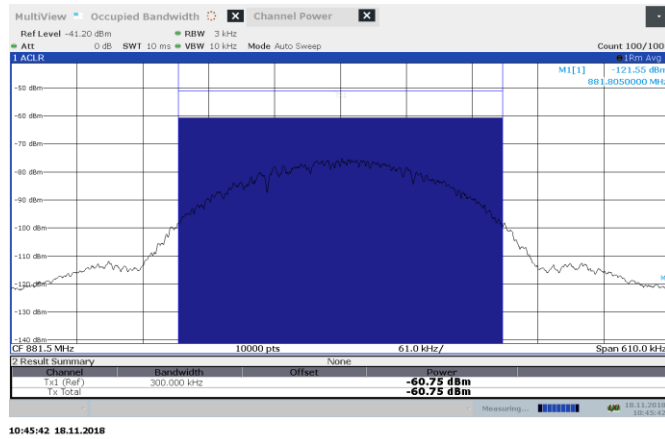 MultiView Occupied Bandwidth X Channel Power X
Ref Level -41.20 dBm RBW 3 kHz
Att 0 dB SWT 10 ms VBW 10 kHz Mode Auto Sweep Count 100/100
1 ACLR 1Rm Avg
M1[1] -121.55 dBm
881.8050000 MHz
-50 dBm
-60 dBm
-70 dBm
-80 dBm
-90 dBm
-100 dBm
-110 dBm
-120 dBm
-130 dBm
-140 dBm
CF 881.5 MHz 10000 pts 61.0 kHz/ Span 610.0 kHz
2 Result Summary None
Channel Bandwidth Offset Power
Tx1 (Ref) 300.000 kHz -60.75 dBm
Tx Total -60.75 dBm
Measuring... 18.11.2018
10:45:42
10:45:42 18.11.2018